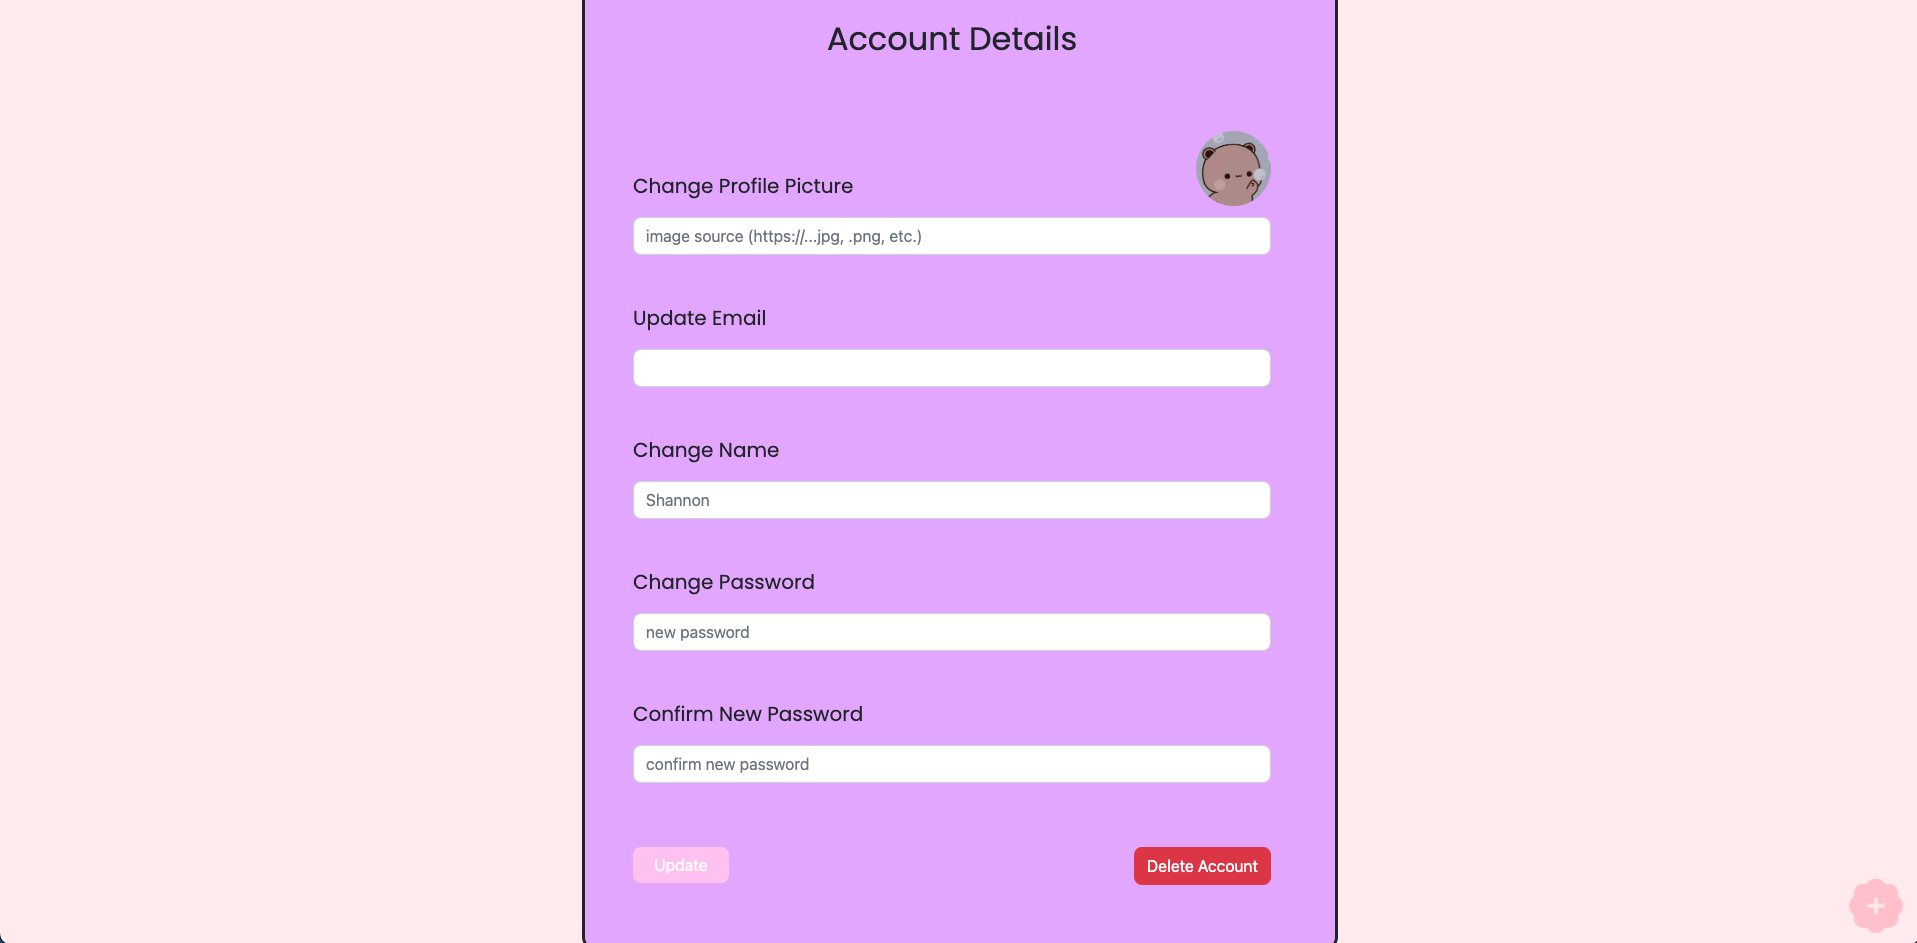 Account Details
Change Profile Picture
image source (https://...jpg, .png, etc.)
Update Email
Change Name
Shannon
Change Password
new password
Confirm New Password
confirm new password
Update
Delete Account
+